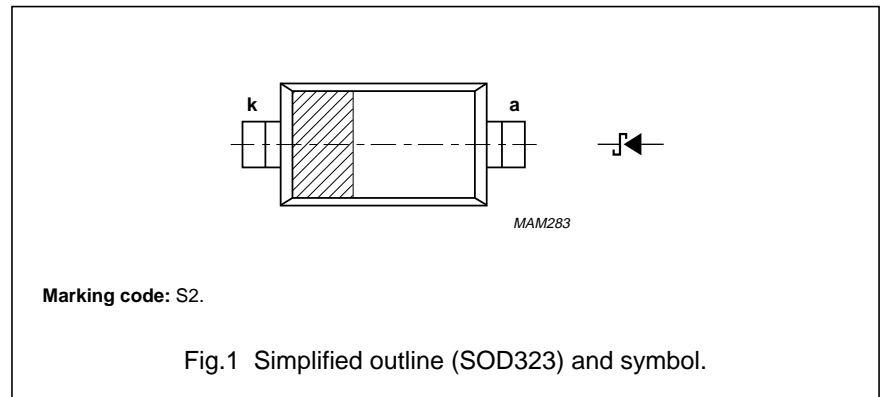 k
a
MAM283
Marking code: S2.
Fig.1 Simplified outline (SOD323) and symbol.